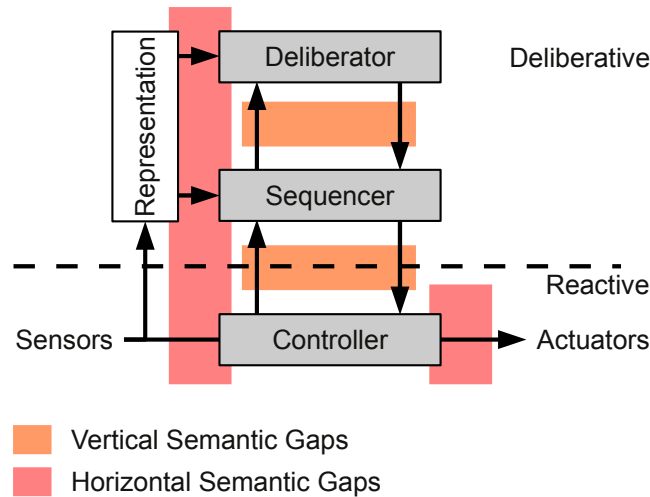 Deliberator
Deliberative
Representation
Sequencer
Reactive
Sensors
Controller
Actuators
Vertical Semantic Gaps
Horizontal Semantic Gaps